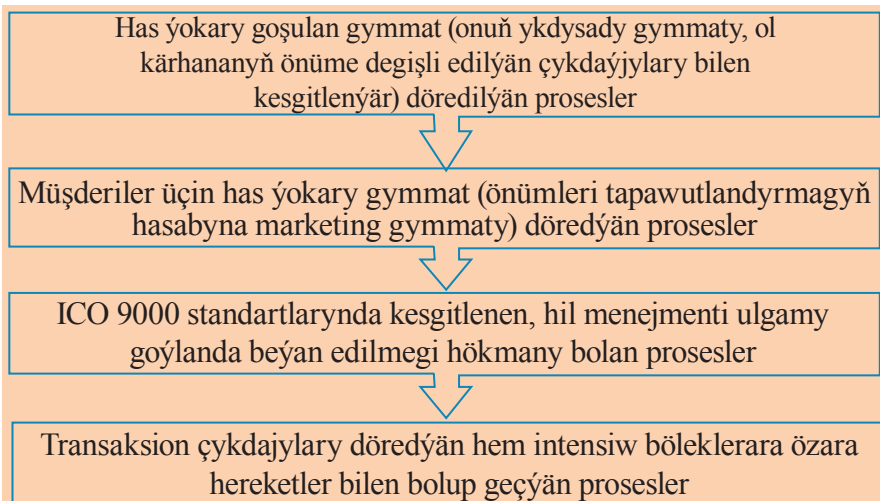 Has ýokary goşulan gymmat (onuň ykdysady gymmaty, ol
kärhananyň önüme degişli edilýän çykdaýjylary bilen
kesgitlenýär) döredilýän prosesler
Müşderiler üçin has ýokary gymmat (önümleri tapawutlandyrmagyň
hasabyna marketing gymmaty) döredýän prosesler
ICO 9000 standartlarynda kesgitlenen, hil menejmenti ulgamy
goýlanda beýan edilmegi hökmany bolan prosesler
Transaksion çykdajylary döredýän hem intensiw böleklerara özara
hereketler bilen bolup geçýän prosesler